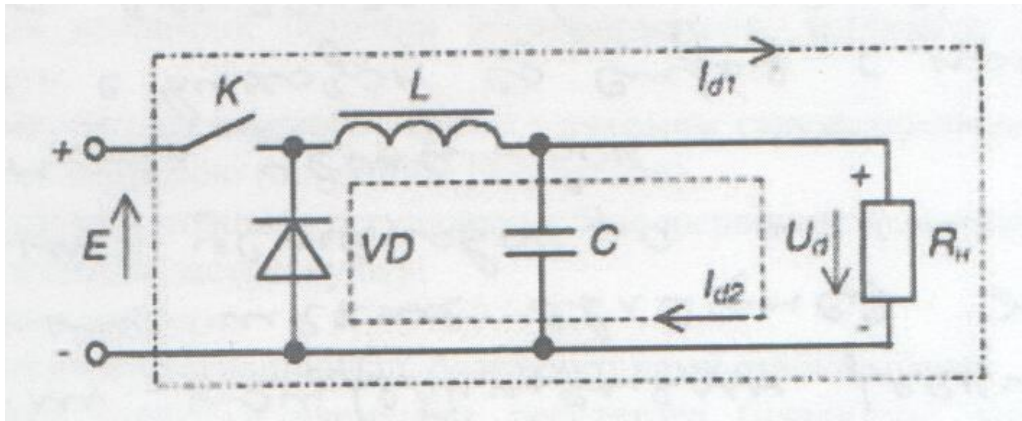 K L I_d1
+
E VD C U_d + R_н
I_d2
- -